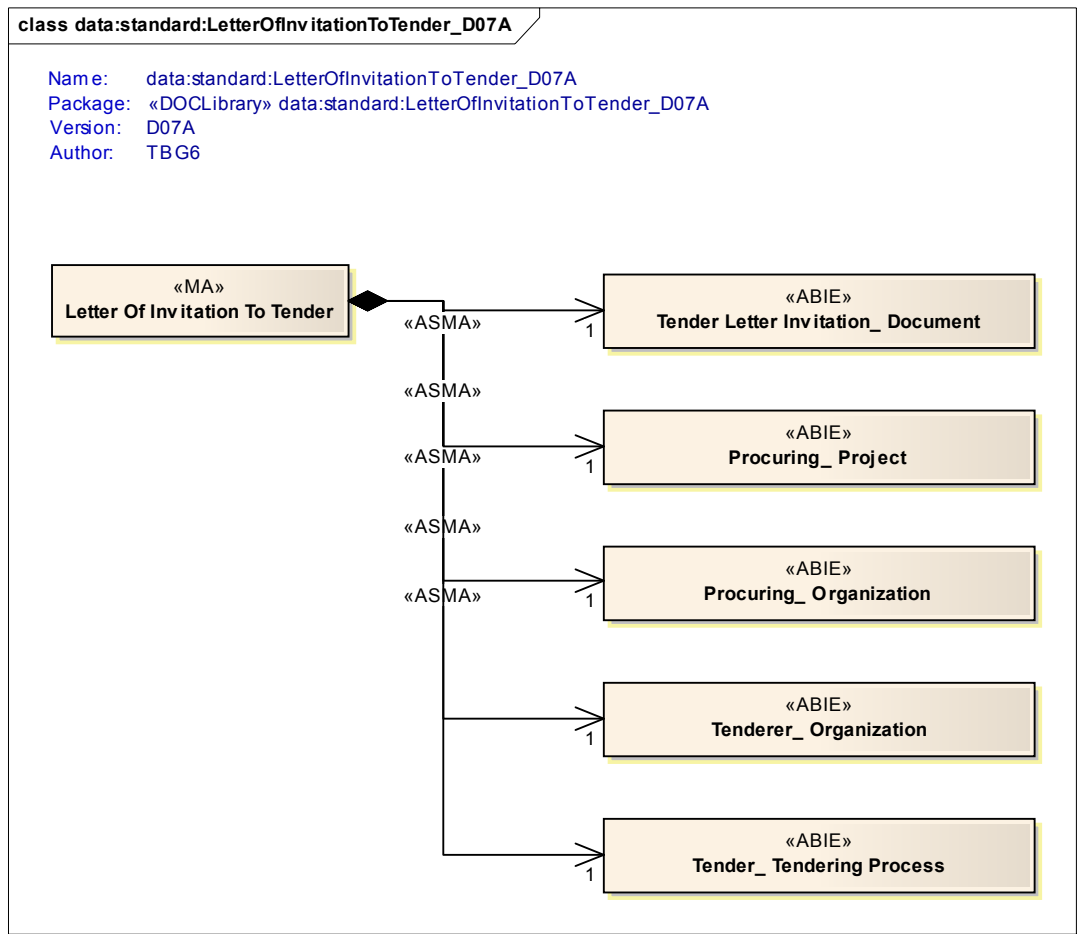 class data:standard:LetterOfInvitationToTender_D07A
Name: data:standard:LetterOfInvitationToTender_D07A
Package: «DOCLibrary» data:standard:LetterOfInvitationToTender_D07A
Version: D07A
Author: TBG6
«MA»
Letter Of Invitation To Tender
«ABIE»
Tender Letter Invitation_ Document
«ASMA»
1
«ASMA»
«ABIE»
Procuring_ Project
«ASMA»
1
«ASMA»
«ABIE»
Procuring_ Organization
«ASMA»
1
«ABIE»
Tenderer_ Organization
1
«ABIE»
Tender_ Tendering Process
1